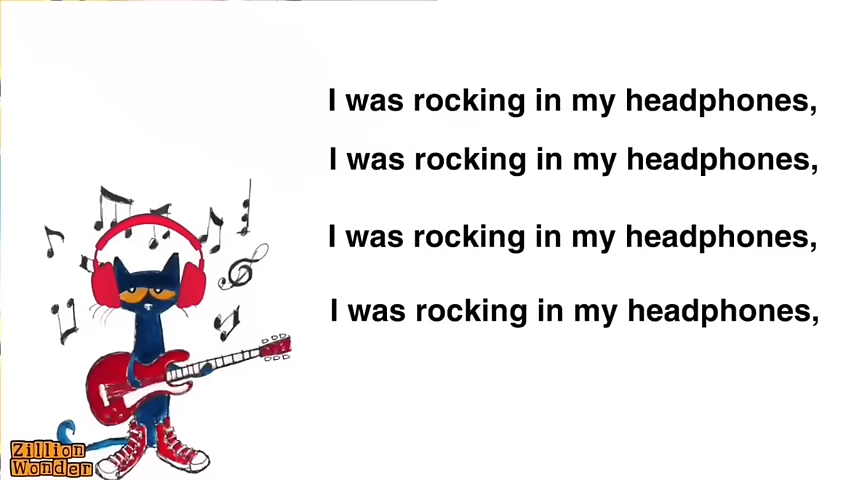 I was rocking in my headphones,
I was rocking in my headphones,
I was rocking in my headphones,
I was rocking in my headphones,
Zillion
Wonder